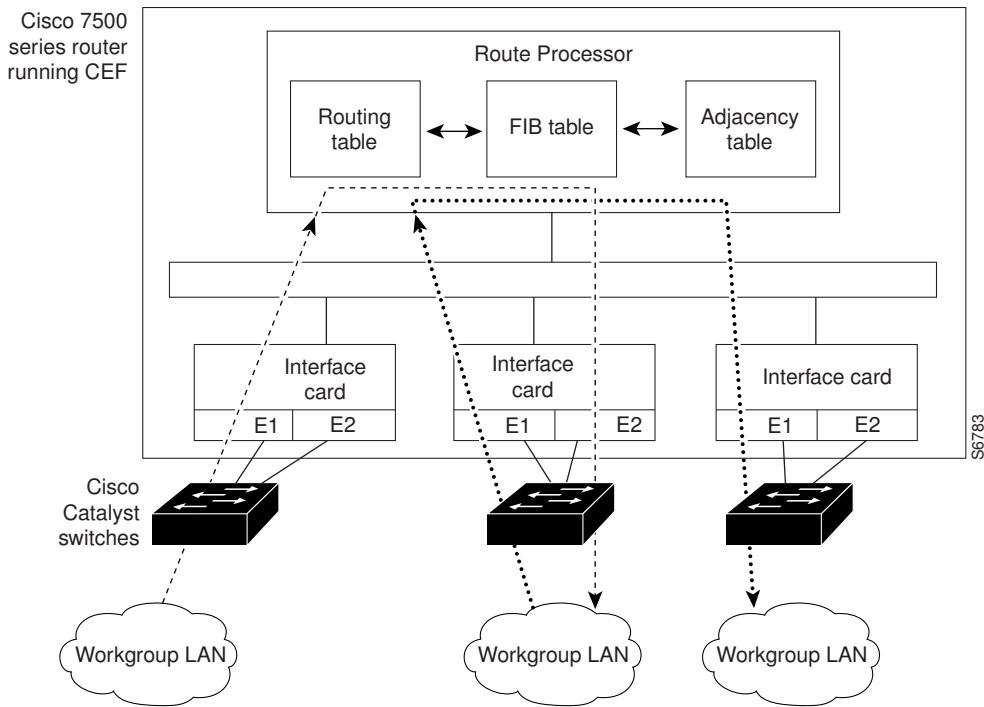 Cisco 7500
series router
running CEF
Route Processor
Routing
table
FIB table
Adjacency
table
Interface
card
E1
E2
Interface
card
E1
E2
Interface card
E1
E2
S6783
Cisco
Catalyst
switches
Workgroup LAN
Workgroup LAN
Workgroup LAN